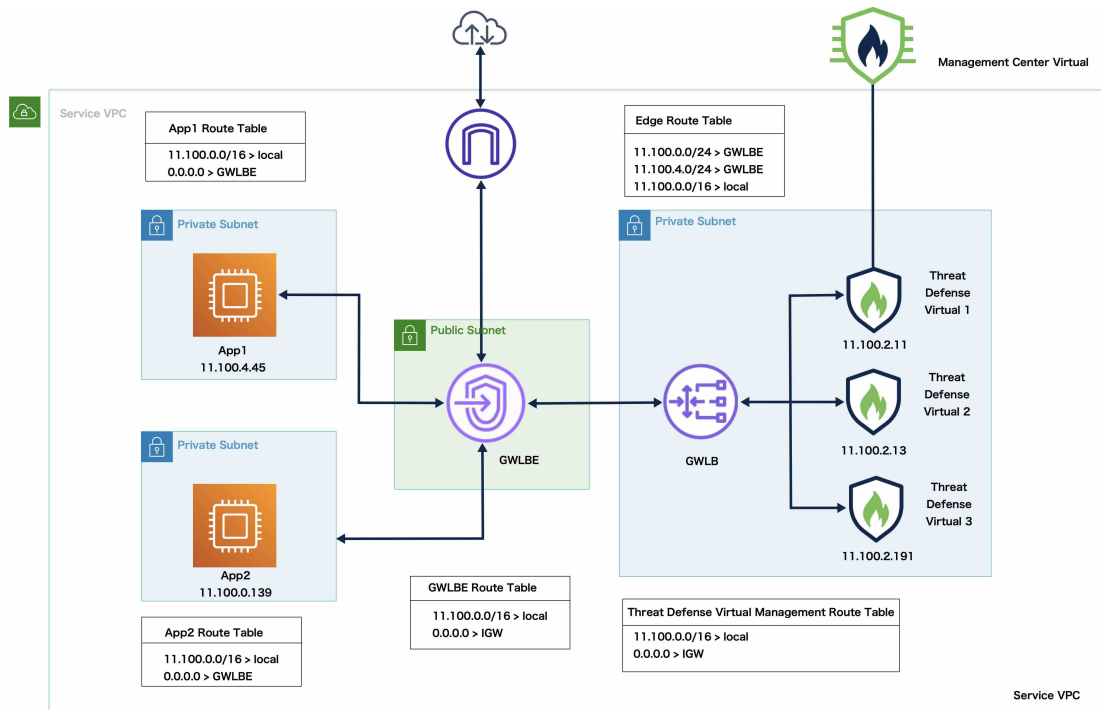 Management Center Virtual
Service VPC
App1 Route Table
11.100.0.0/16 > local
0.0.0.0 > GWLBE
Edge Route Table
11.100.0.0/24 > GWLBE
11.100.4.0/24 > GWLBE
11.100.0.0/16 > local
Private Subnet
App1
11.100.4.45
Private Subnet
Threat
Defense
Virtual 1
11.100.2.11
Public Subnet
GWLBE
GWLB
Threat
Defense
Virtual 2
11.100.2.13
Private Subnet
App2
11.100.0.139
Threat
Defense
Virtual 3
11.100.2.191
App2 Route Table
11.100.0.0/16 > local
0.0.0.0 > GWLBE
GWLBE Route Table
11.100.0.0/16 > local
0.0.0.0 > IGW
Threat Defense Virtual Management Route Table
11.100.0.0/16 > local
0.0.0.0 > IGW
Service VPC